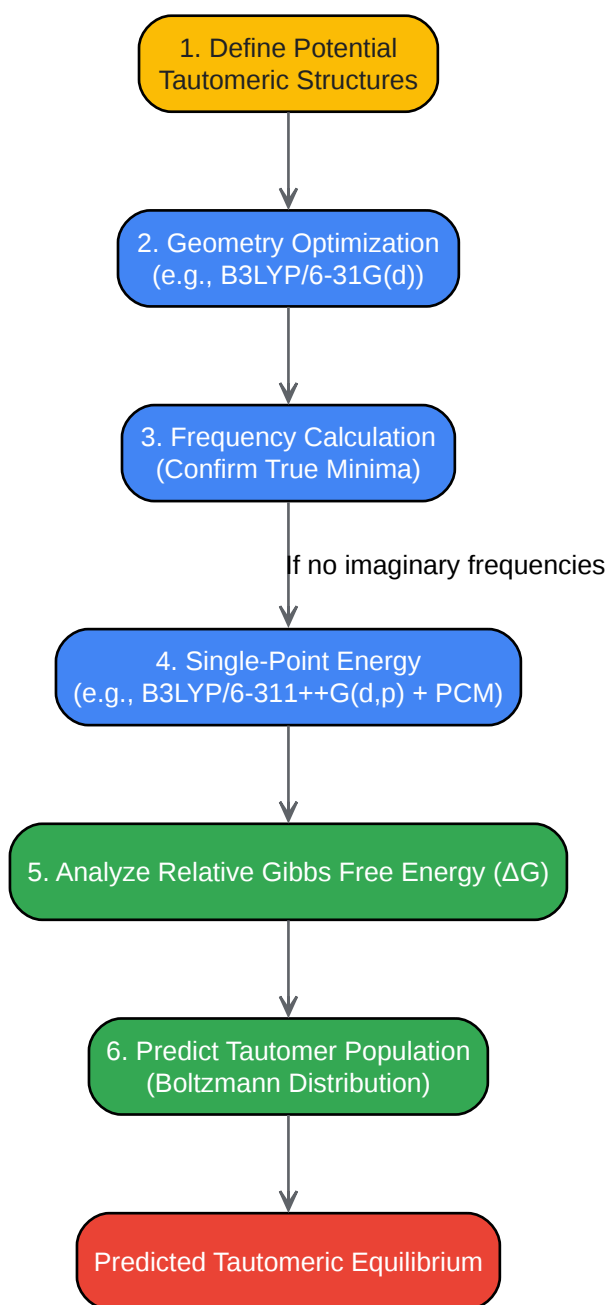 1. Define Potential
Tautomeric Structures
2. Geometry Optimization
(e.g., B3LYP/6-31G(d))
3. Frequency Calculation
(Confirm True Minima)
If no imaginary frequencies
4. Single-Point Energy
(e.g., B3LYP/6-311++G(d,p) + PCM)
5. Analyze Relative Gibbs Free Energy (ΔG)
6. Predict Tautomer Population
(Boltzmann Distribution)
Predicted Tautomeric Equilibrium